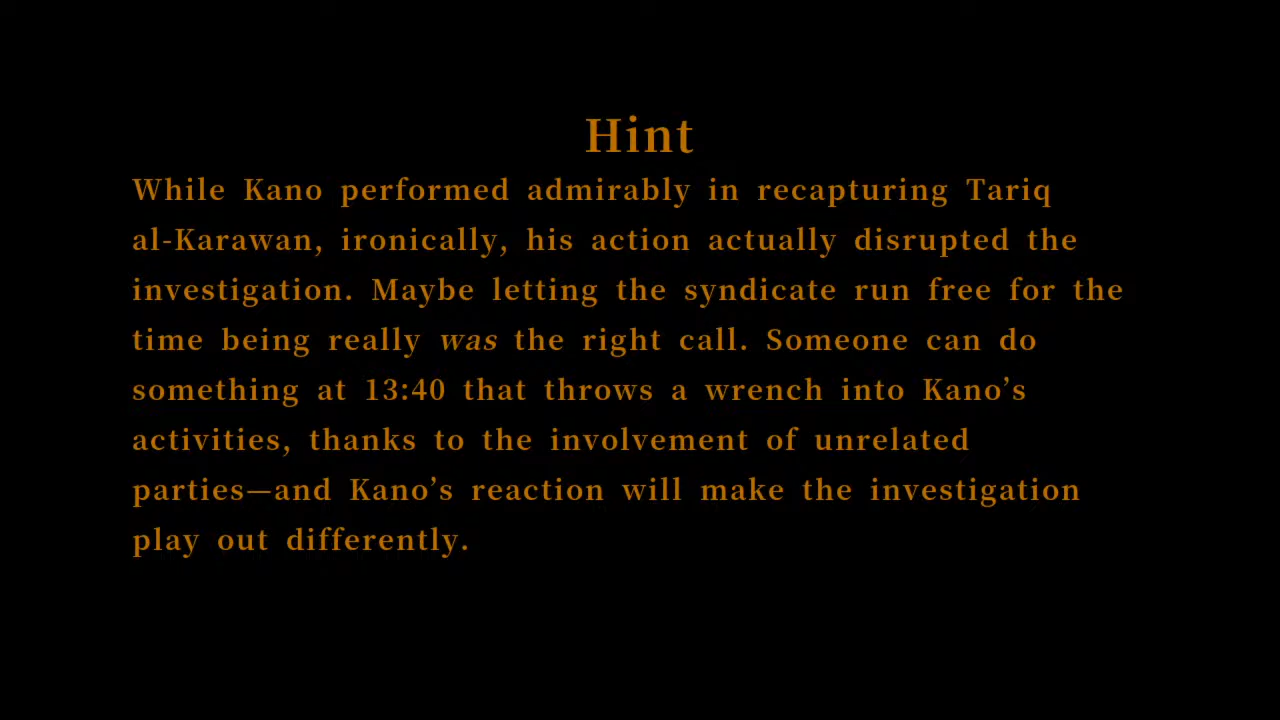 Hint
While Kano performed admirably in recapturing Tariq
al-Karawan, ironically, his action actually disrupted the
investigation. Maybe letting the syndicate run free for the
time being really was the right call. Someone can do
something at 13:40 that throws a wrench into Kano’s
activities, thanks to the involvement of unrelated
parties—and Kano’s reaction will make the investigation
play out differently.